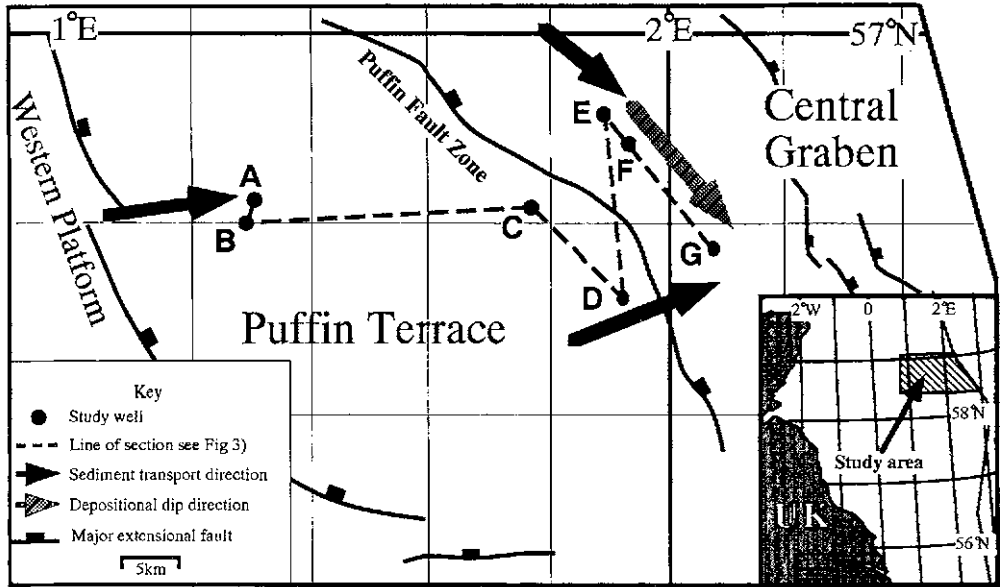 1°E
2°E
57°N
Western Platform
Puffin Fault Zone
Central
Graben
A
B
C
D
E
F
G
Puffin Terrace
Key
Study well
Line of section see Fig 3)
Sediment transport direction
Depositional dip direction
Major extensional fault
5km
2°W
0
2°E
58°N
Study area
UK
56°N